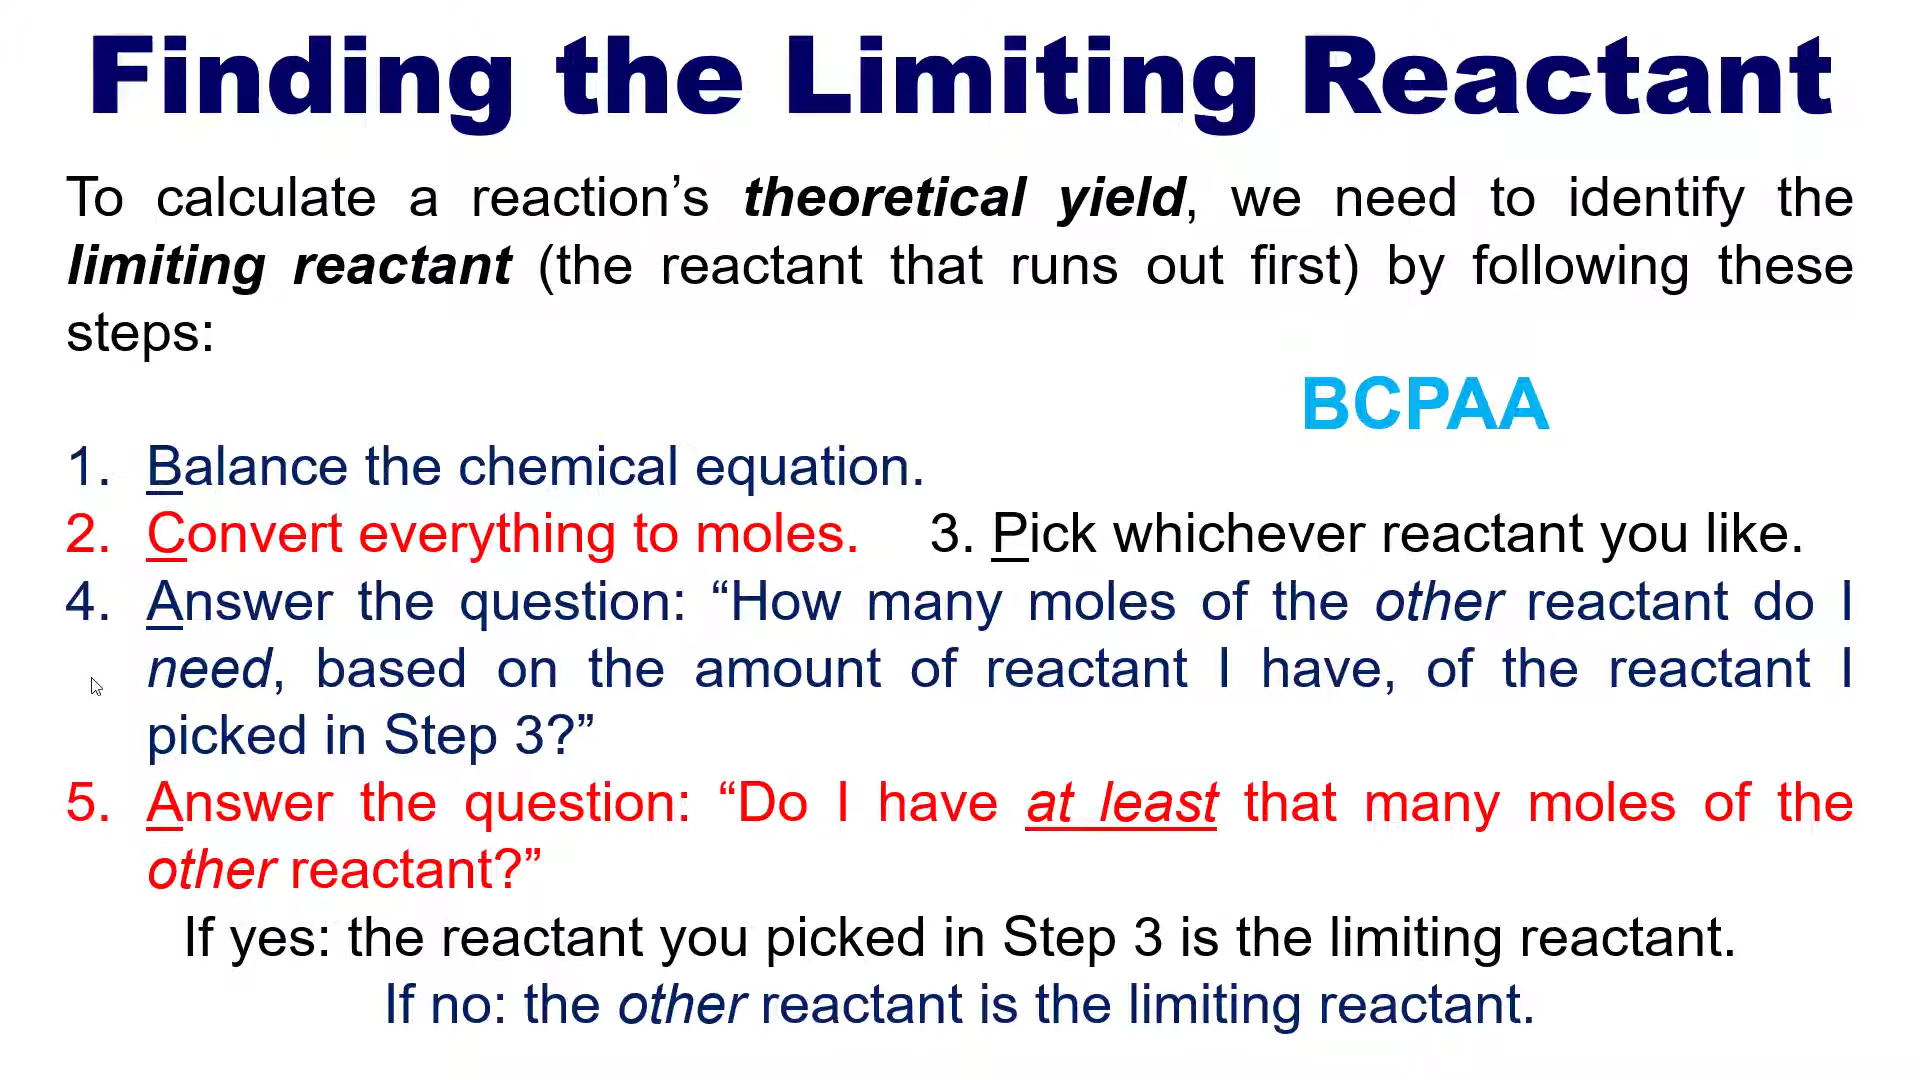 Finding the Limiting Reactant
To calculate a reaction’s theoretical yield, we need to identify the
limiting reactant (the reactant that runs out first) by following these
steps:
BCPAA
1. Balance the chemical equation.
2. Convert everything to moles. 3. Pick whichever reactant you like.
4. Answer the question: “How many moles of the other reactant do I
need, based on the amount of reactant I have, of the reactant I
picked in Step 3?”
5. Answer the question: “Do I have at least that many moles of the
other reactant?”
If yes: the reactant you picked in Step 3 is the limiting reactant.
If no: the other reactant is the limiting reactant.